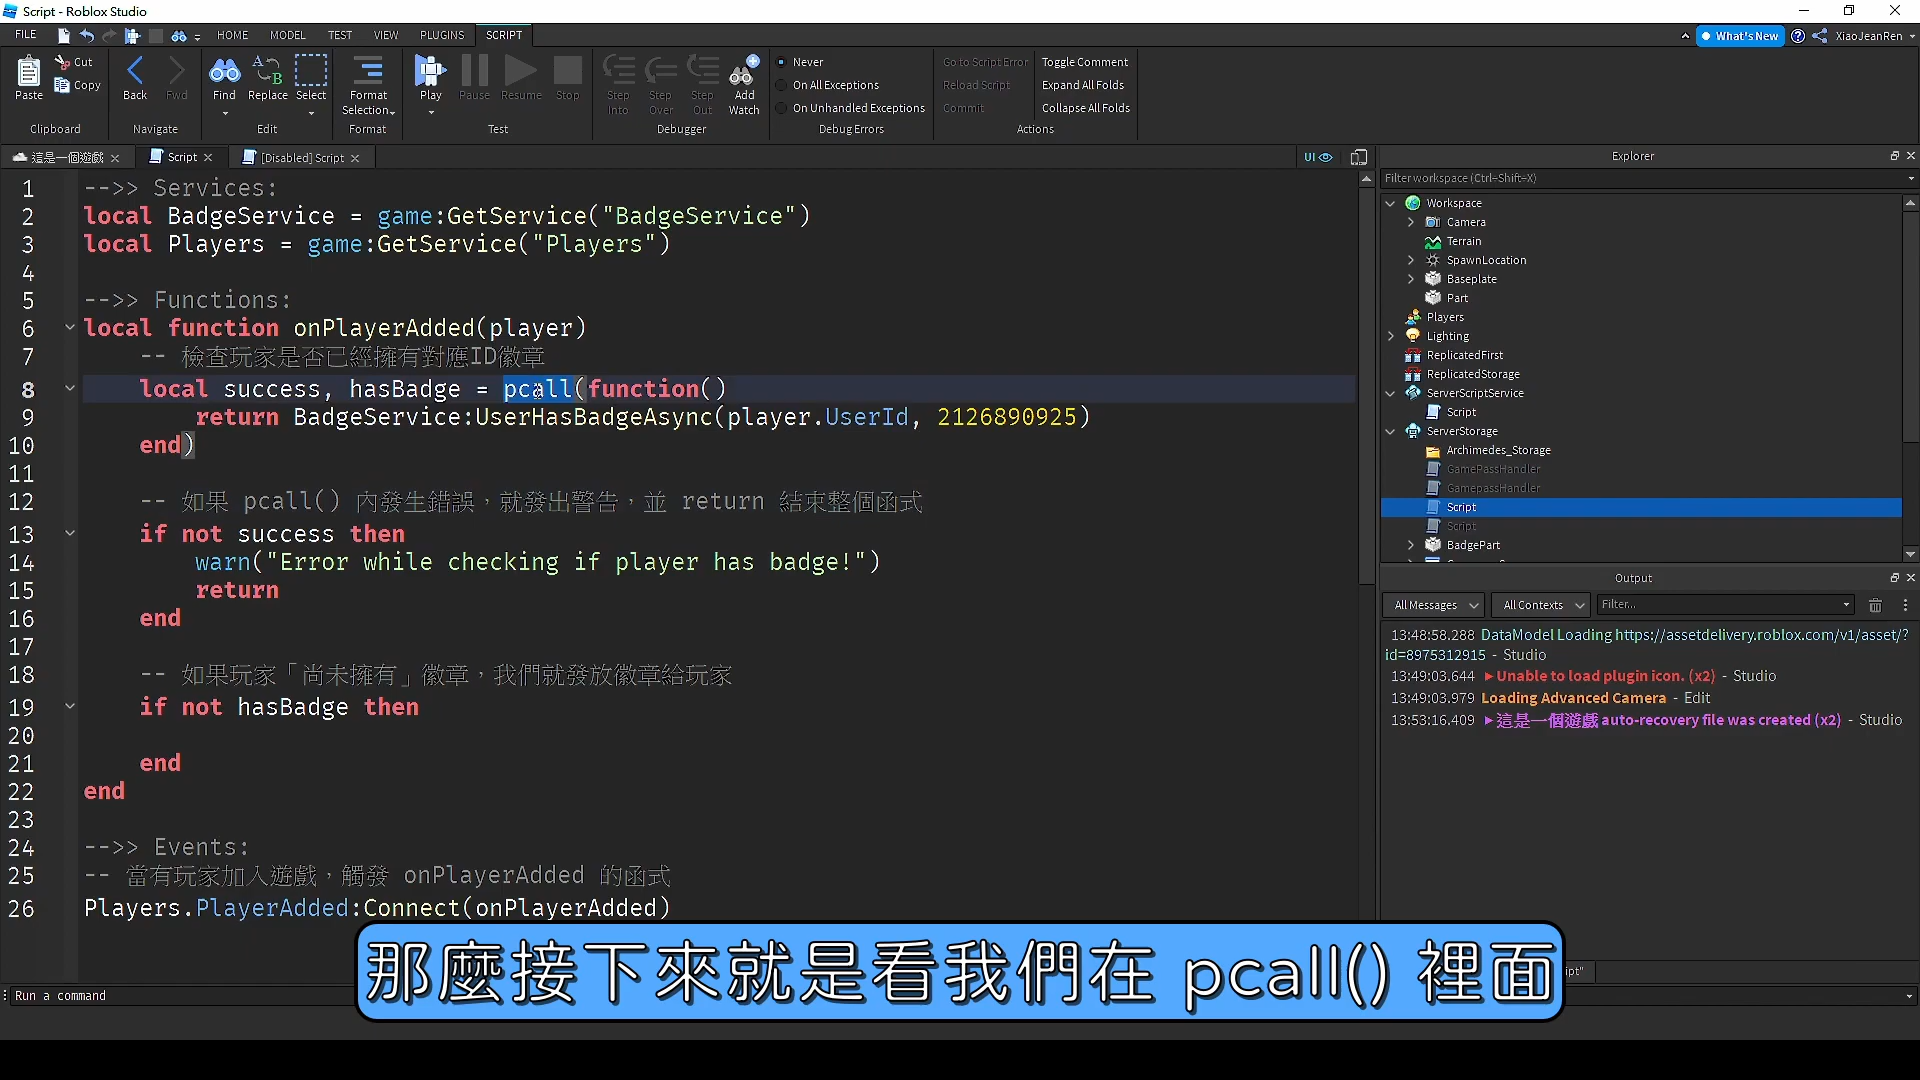 Script - Roblox Studio
FILE HOME MODEL TEST VIEW PLUGINS SCRIPT What's New XiaoJeanRen
Paste Cut Copy Clipboard
Back Fwd Navigate
Find Replace Select Edit
Format Selection Format
Play Pause Resume Stop Test
Step Into Step Over Step Out Add Watch Debugger
Never
On All Exceptions
On Unhandled Exceptions
Debug Errors
Go to Script Error
Reload Script
Commit
Toggle Comment
Expand All Folds
Collapse All Folds
Actions
這是一個遊戲 Script [Disabled] Script UI
1 -->> Services:
2 local BadgeService = game:GetService("BadgeService")
3 local Players = game:GetService("Players")
4
5 -->> Functions:
6 local function onPlayerAdded(player)
7 -- 檢查玩家是否已經擁有對應ID徽章
8 local success, hasBadge = pcall(function()
9 return BadgeService:UserHasBadgeAsync(player.UserId, 2126890925)
10 end)
11
12 -- 如果 pcall() 內發生錯誤，就發出警告，並 return 結束整個函式
13 if not success then
14 warn("Error while checking if player has badge!")
15 return
16 end
17
18 -- 如果玩家「尚未擁有」徽章，我們就發放徽章給玩家
19 if not hasBadge then
20
21 end
22 end
23
24 -->> Events:
25 -- 當有玩家加入遊戲，觸發 onPlayerAdded 的函式
26 Players.PlayerAdded:Connect(onPlayerAdded)
Explorer
Filter workspace (Ctrl+Shift+X)
Workspace
Camera
Terrain
SpawnLocation
Baseplate
Part
Players
Lighting
ReplicatedFirst
ReplicatedStorage
ServerScriptService
Script
ServerStorage
Archimedes_Storage
GamePassHandler
GamepassHandler
Script
Script
BadgePart
Output
All Messages All Contexts Filter...
13:48:58.288 DataModel Loading https://assetdelivery.roblox.com/v1/asset/?
id=8975312915 - Studio
13:49:03.644 Unable to load plugin icon. (x2) - Studio
13:49:03.979 Loading Advanced Camera - Edit
13:53:16.409 這是一個遊戲 auto-recovery file was created (x2) - Studio
那麼接下來就是看我們在 pcall() 裡面
ipt"
Run a command